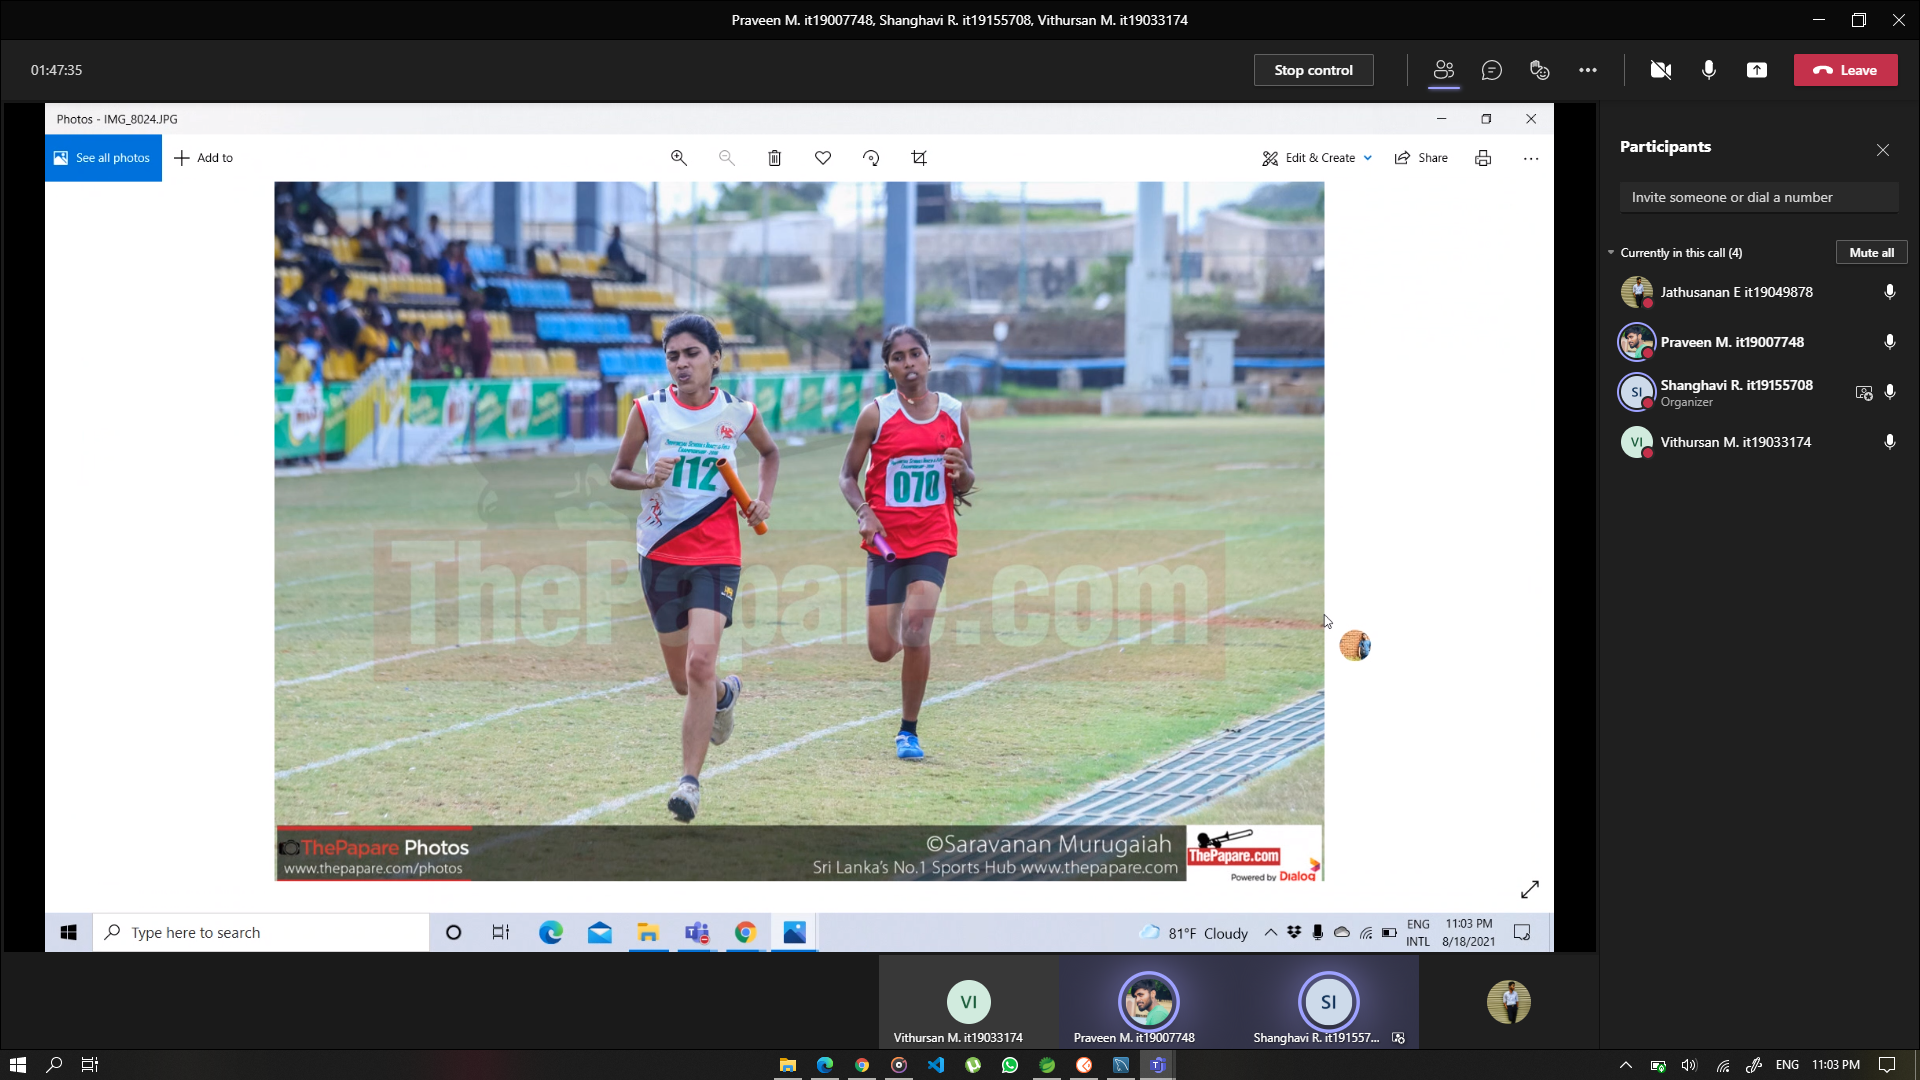 Praveen M. it19007748, Shanghavi R. it19155708, Vithursan M. it19033174
01:47:35
Stop control
Leave
Photos - IMG_8024.JPG
See all photos
Add to
Edit & Create
Share
Participants
Invite someone or dial a number
Currently in this call (4)
Mute all
Jathusanan E it19049878
Praveen M. it19007748
SI
Shanghavi R. it19155708
Organizer
VI
Vithursan M. it19033174
112
070
ThePapare.com
ThePapare Photos
www.thepapare.com/photos
©Saravanan Murugaiah
Sri Lanka's No.1 Sports Hub www.thepapare.com
ThePapare.com
Powered by Dialog
Type here to search
81°F Cloudy
ENG
INTL
11:03 PM
8/18/2021
VI
Vithursan M. it19033174
Praveen M. it19007748
SI
Shanghavi R. it191557...
ENG
11:03 PM